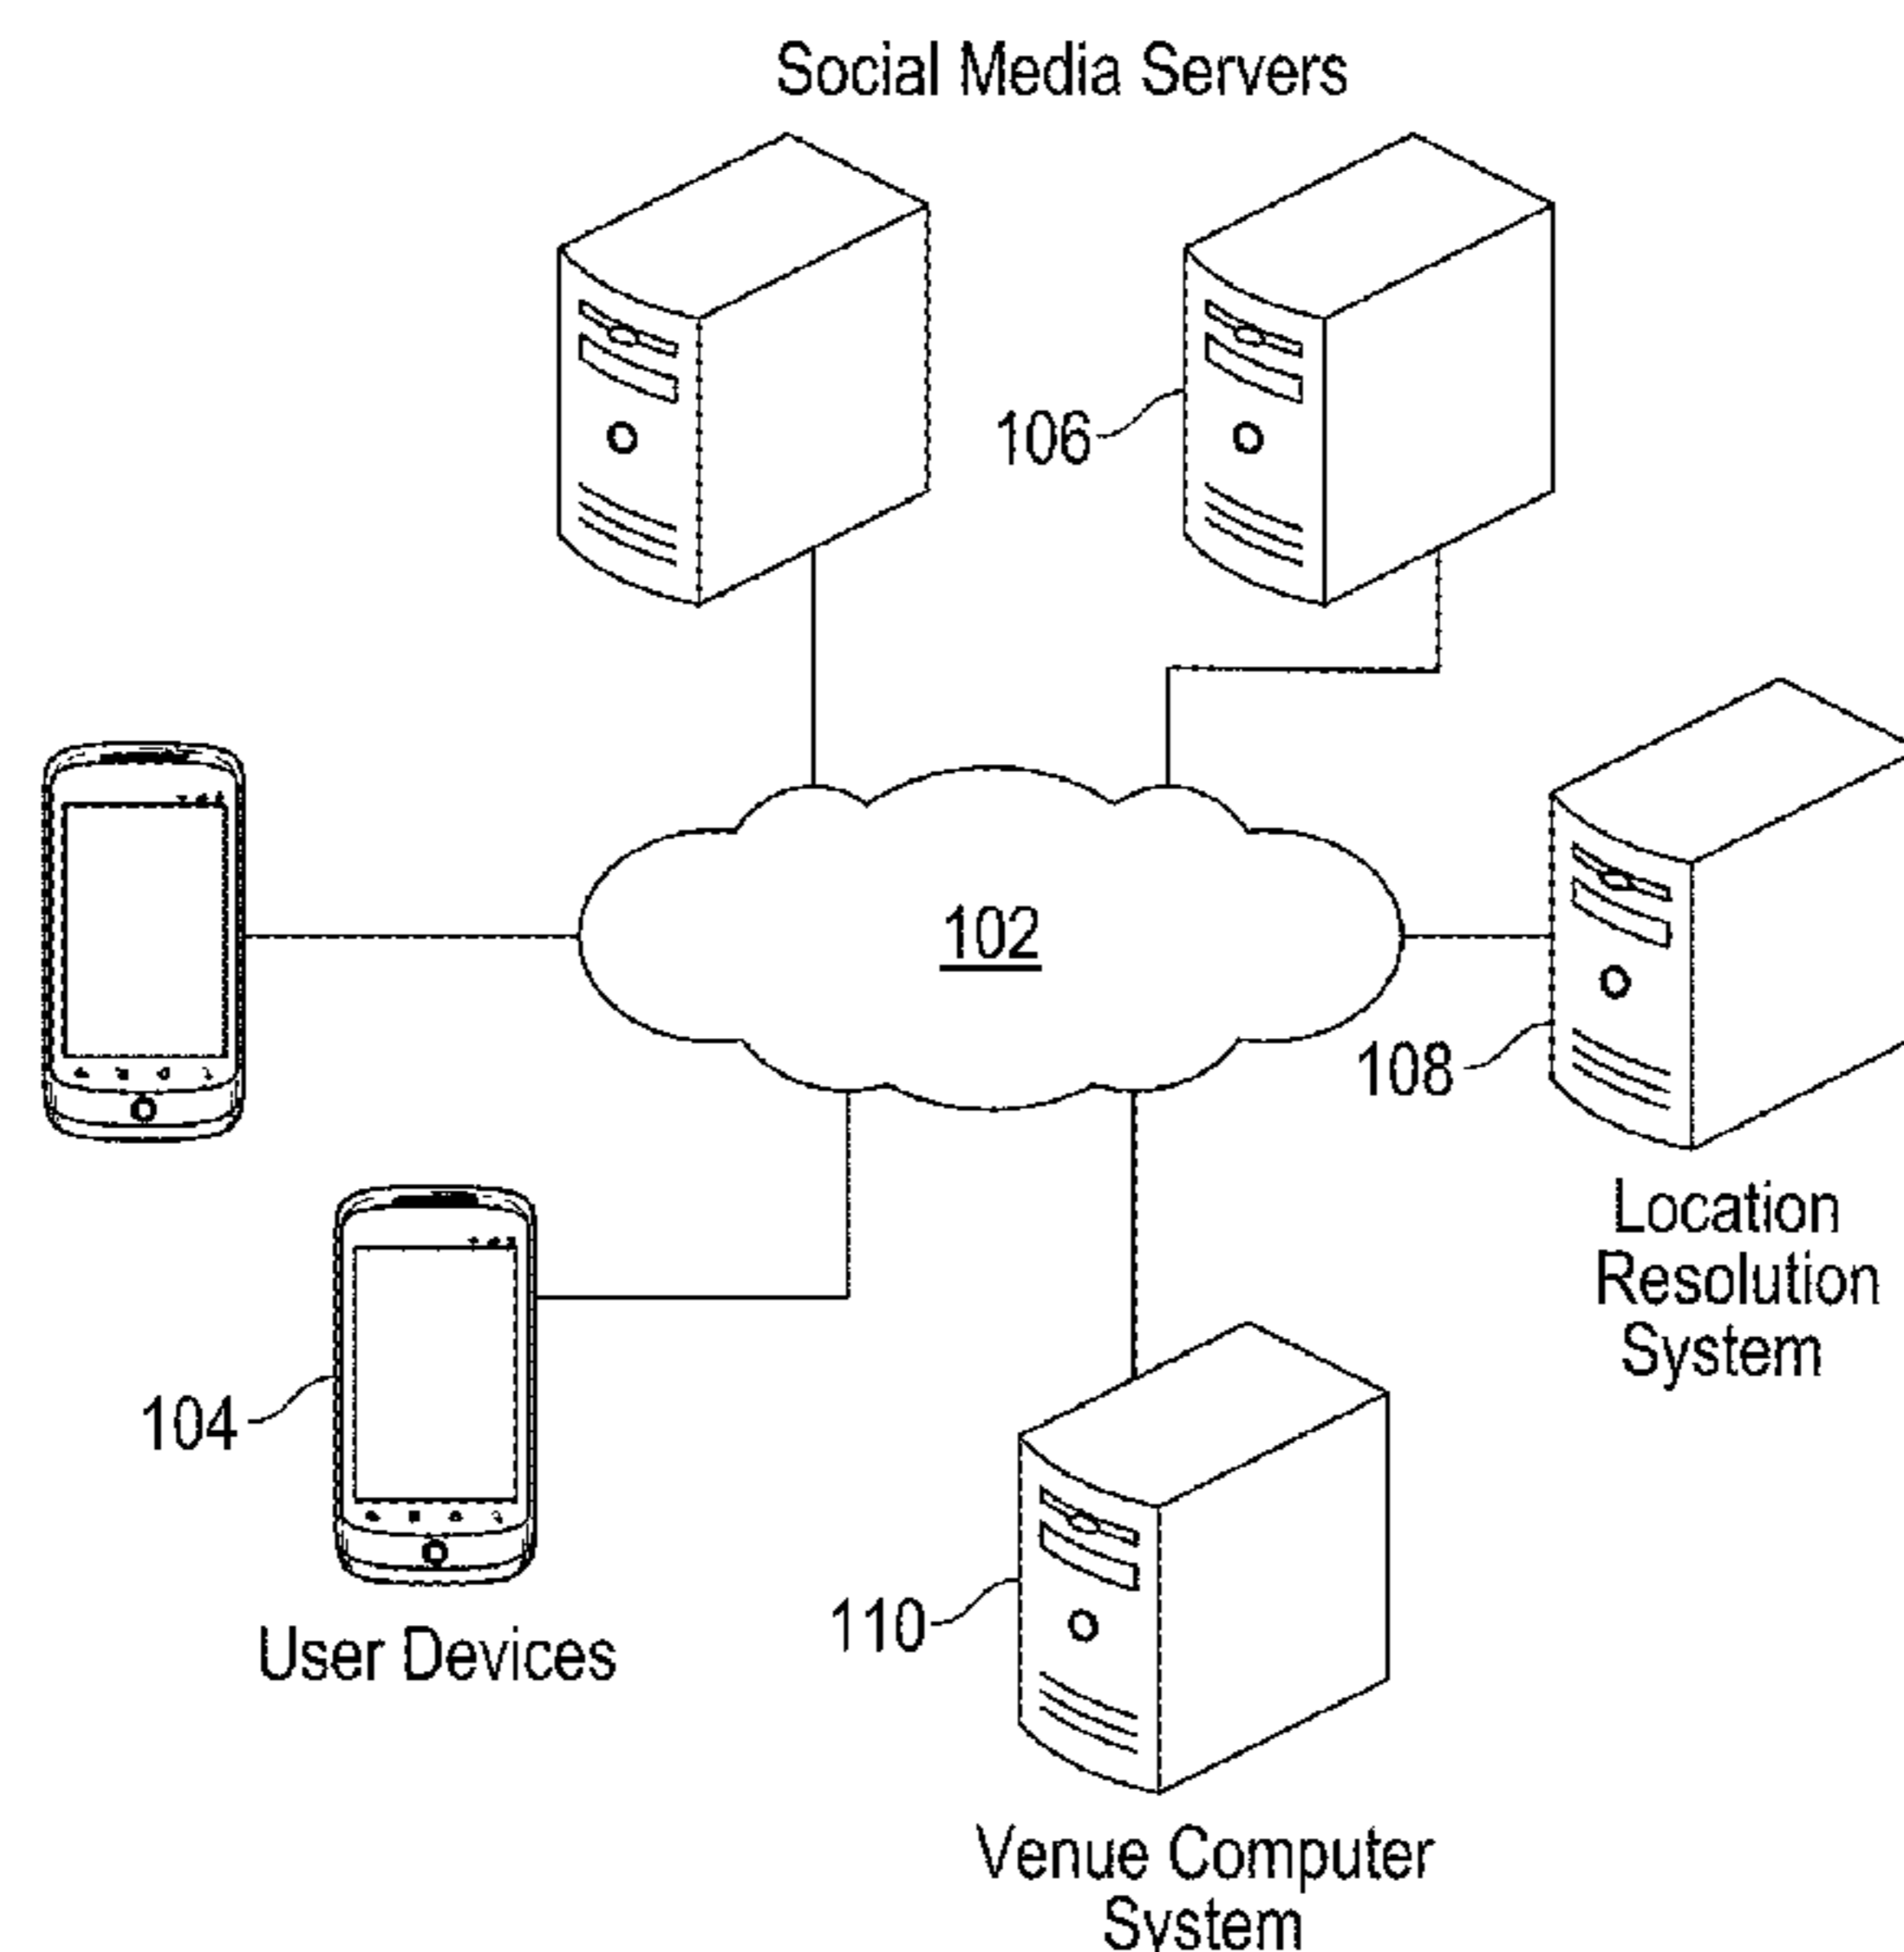 Social Media Servers
106
102
108
Location
Resolution
System
104
User Devices
110
Venue Computer
System